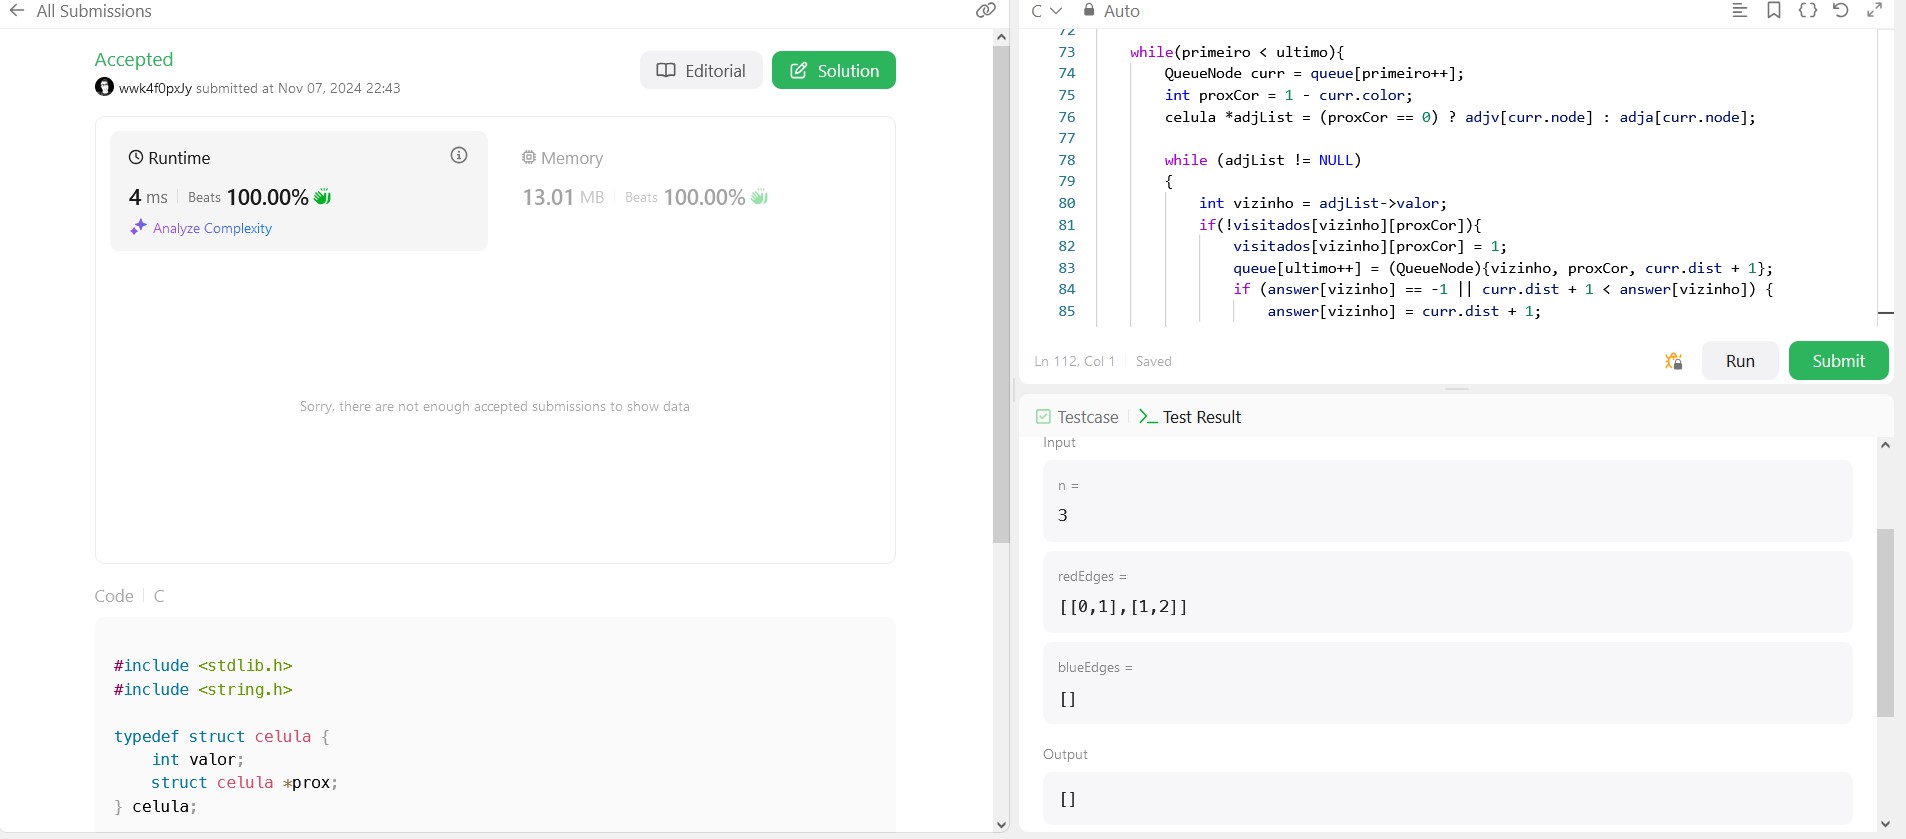 All Submissions
Accepted
wwk4f0pxJy submitted at Nov 07, 2024 22:43
Editorial
Solution
Runtime
4 ms Beats 100.00%
Analyze Complexity
Memory
13.01 MB Beats 100.00%
Sorry, there are not enough accepted submissions to show data
Code C
#include <stdlib.h>
#include <string.h>
typedef struct celula {
int valor;
struct celula *prox;
} celula;
C Auto
72
73 while(primeiro < ultimo){
74 QueueNode curr = queue[primeiro++];
75 int proxCor = 1 - curr.color;
76 celula *adjList = (proxCor == 0) ? adjv[curr.node] : adja[curr.node];
77
78 while (adjList != NULL)
79 {
80 int vizinho = adjList->valor;
81 if(!visitados[vizinho][proxCor]){
82 visitados[vizinho][proxCor] = 1;
83 queue[ultimo++] = (QueueNode){vizinho, proxCor, curr.dist + 1};
84 if (answer[vizinho] == -1 || curr.dist + 1 < answer[vizinho]) {
85 answer[vizinho] = curr.dist + 1;
Ln 112, Col 1 Saved
Run
Submit
Testcase
Test Result
Input
n =
3
redEdges =
[[0,1],[1,2]]
blueEdges =
[]
Output
[]